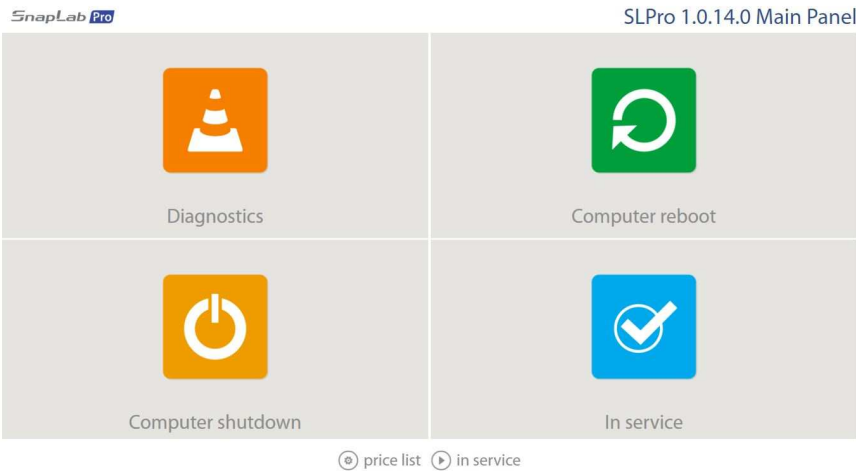 SnapLab Pro
SLPro 1.0.14.0 Main Panel
Diagnostics
Computer reboot
Computer shutdown
In service
price list in service